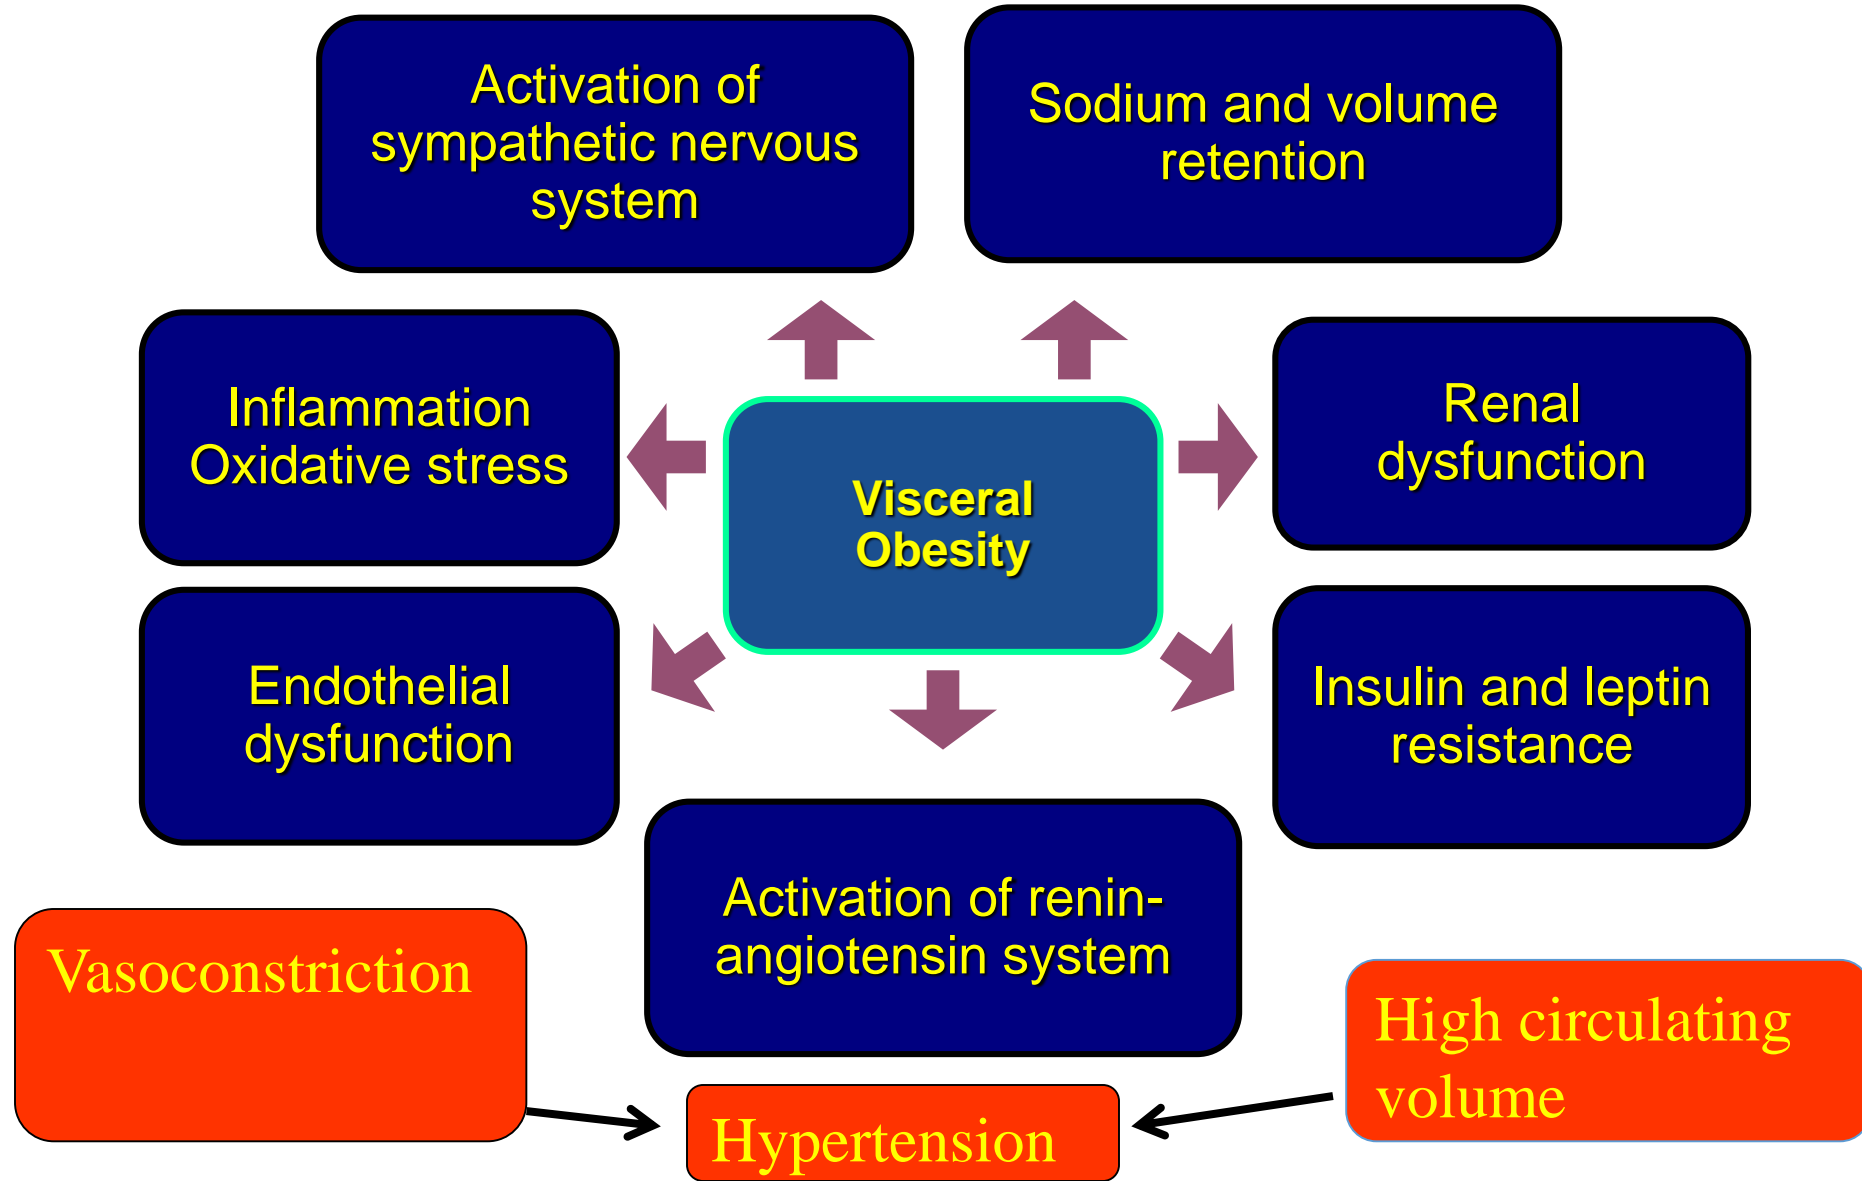 Activation of
sympathetic nervous
system
Sodium and volume
retention
Inflammation
Oxidative stress
Visceral
Obesity
Renal
dysfunction
Endothelial
dysfunction
Insulin and leptin
resistance
Activation of renin-
angiotensin system
Vasoconstriction
High circulating
volume
Hypertension